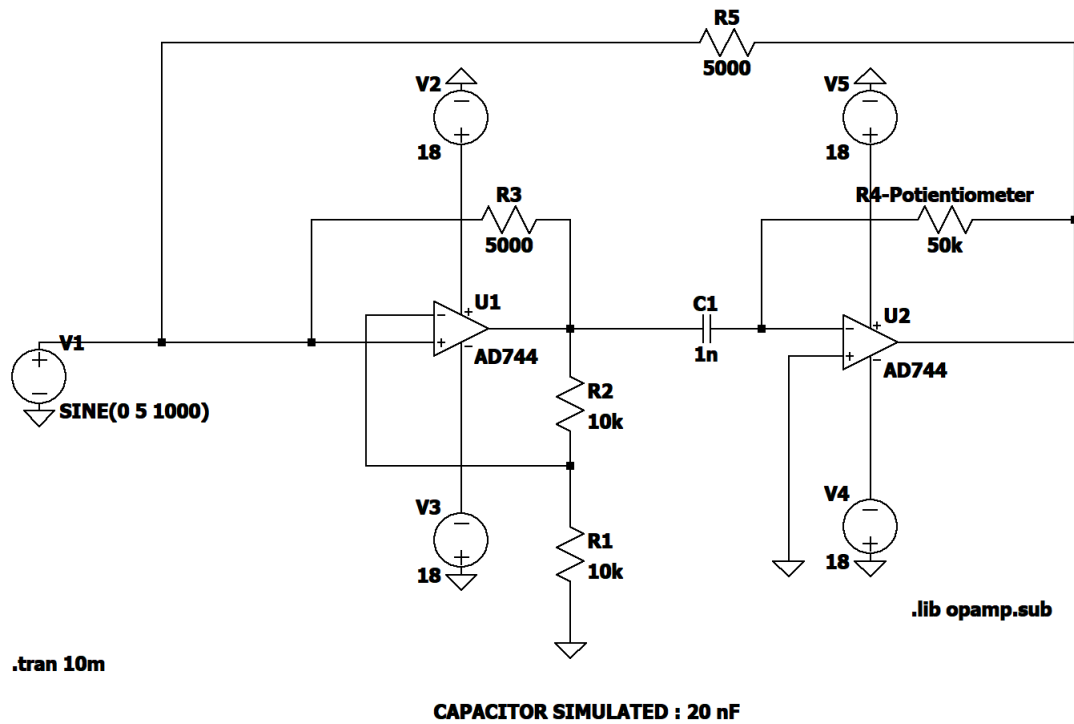 R5
5000
V2
18
V5
18
R3
5000
R4-Potientiometer
50k
U1
AD744
C1
1n
U2
AD744
V1
SINE(0 5 1000)
R2
10k
V3
18
R1
10k
V4
18
.lib opamp.sub
.tran 10m
CAPACITOR SIMULATED : 20 nF